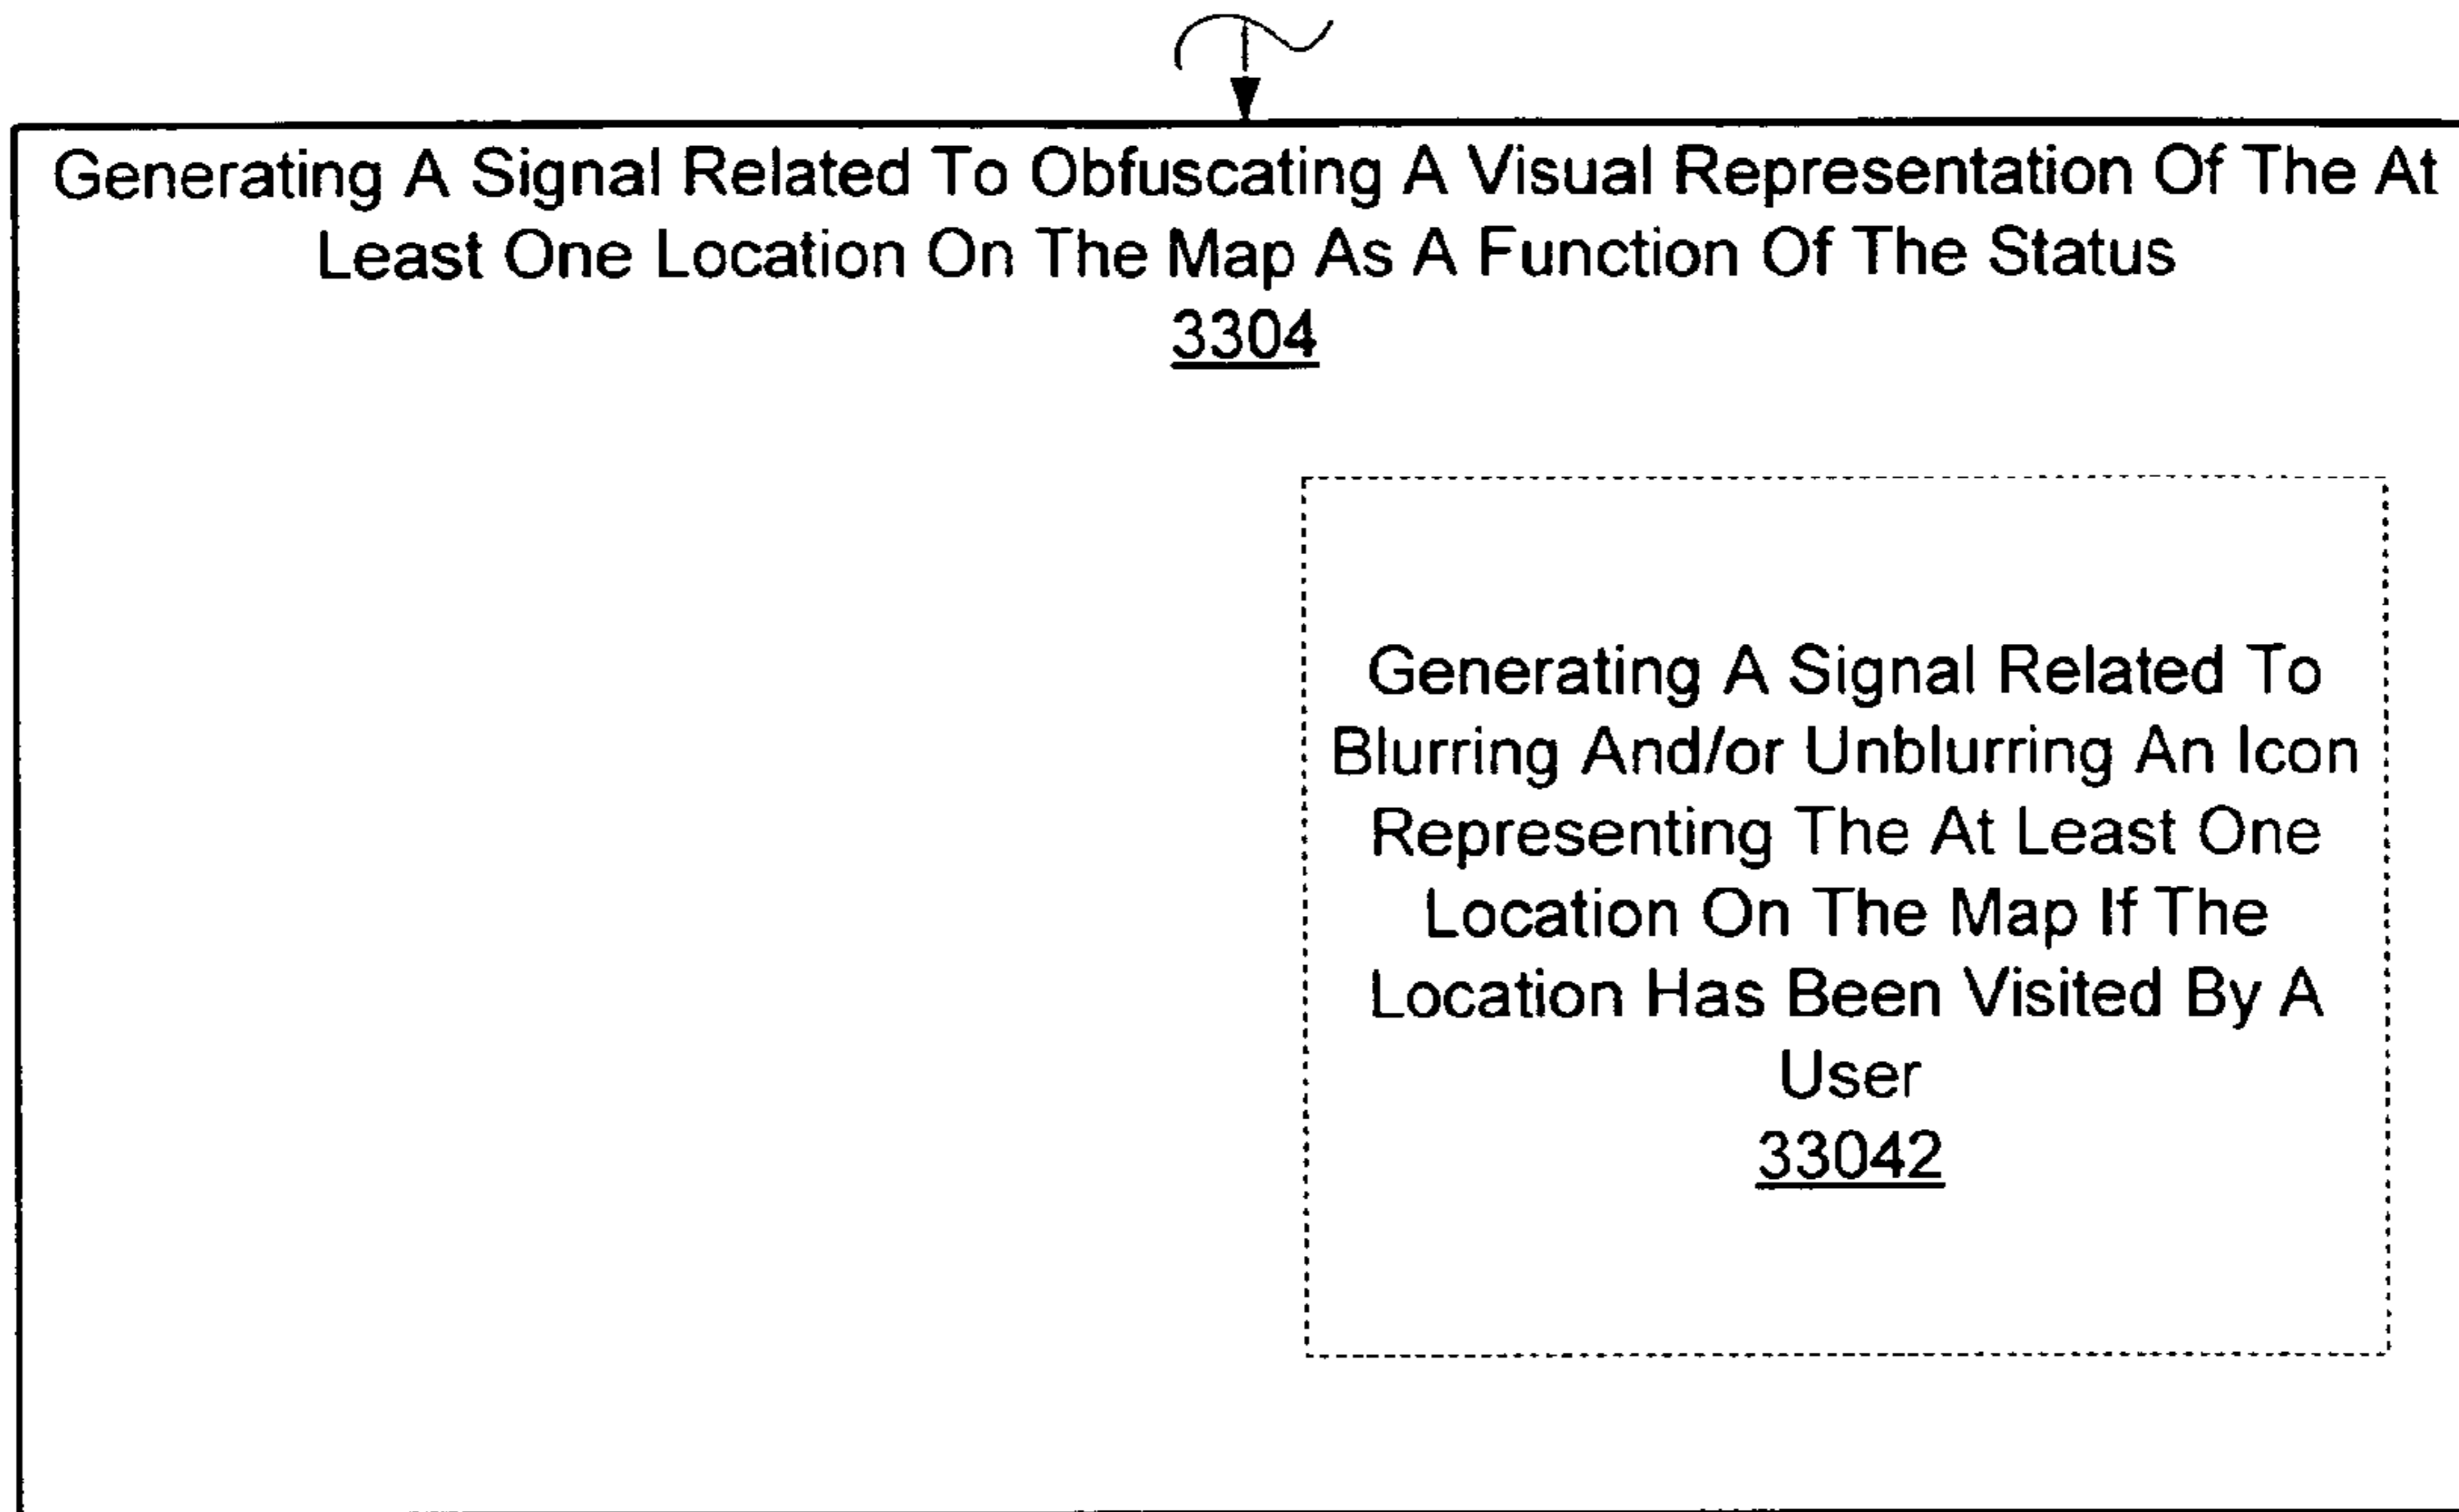 Generating A Signal Related To Obfuscating A Visual Representation Of The At
Least One Location On The Map As A Function Of The Status
3304
Generating A Signal Related To
Blurring And/or Unblurring An Icon
Representing The At Least One
Location On The Map If The
Location Has Been Visited By A
User
33042